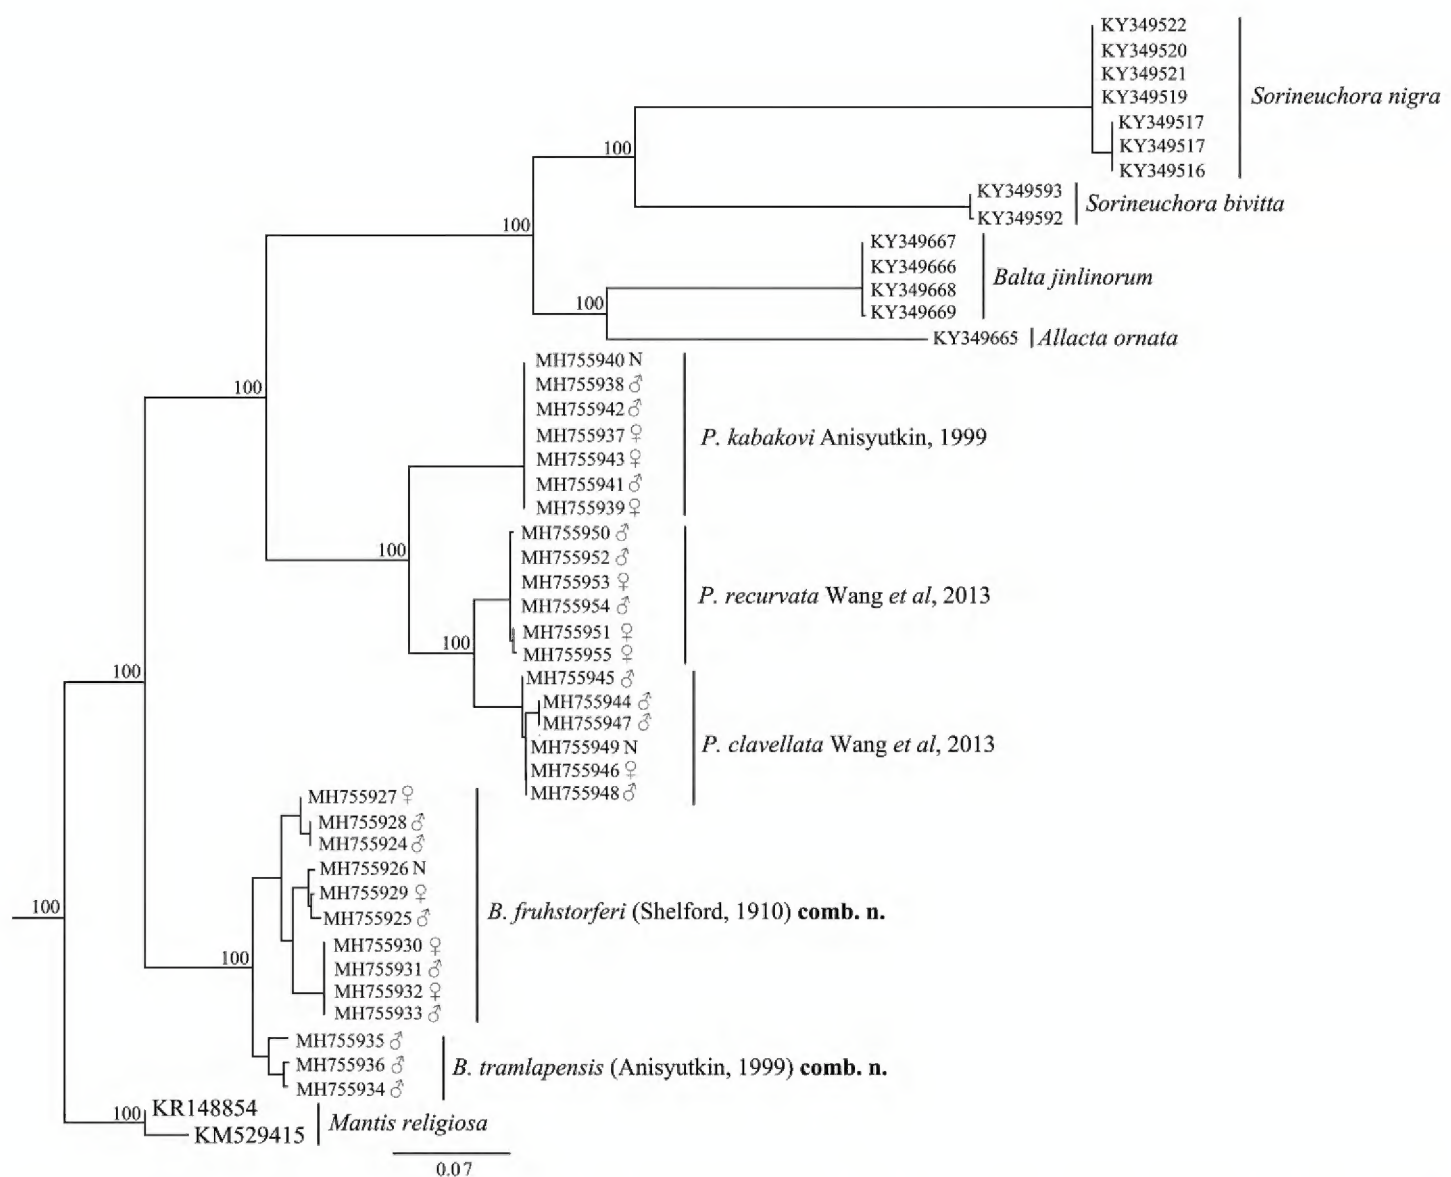 KY349522
KY349520
KY349521
KY349519
Sorineuchora nigra
KY349517
KY349517
KY349516
100
KY349593
KY349592
Sorineuchora bivitta
100
KY349667
KY349666
KY349668
KY349669
Balta jinlinorum
100
KY349665
Allacta ornata
100
MH755940 N
MH755938 ♂
MH755942 ♂
MH755937 ♀
MH755943 ♀
MH755941 ♂
MH755939 ♀
P. kabakovi Anisyutkin, 1999
100
MH755950 ♂
MH755952 ♂
MH755953 ♀
MH755954 ♂
MH755951 ♀
MH755955 ♀
P. recurvata Wang et al, 2013
100
MH755945 ♂
MH755944 ♂
MH755947 ♂
MH755949 N
MH755946 ♀
MH755948 ♂
P. clavellata Wang et al, 2013
100
MH755927 ♀
MH755928 ♂
MH755924 ♂
MH755926 N
MH755929 ♀
MH755925 ♂
MH755930 ♀
MH755931 ♂
MH755932 ♀
MH755933 ♂
B. fruhstorferi (Shelford, 1910) comb. n.
100
100
MH755935 ♂
MH755936 ♂
MH755934 ♂
B. tramlapensis (Anisyutkin, 1999) comb. n.
100
KR148854
KM529415
Mantis religiosa
0.07